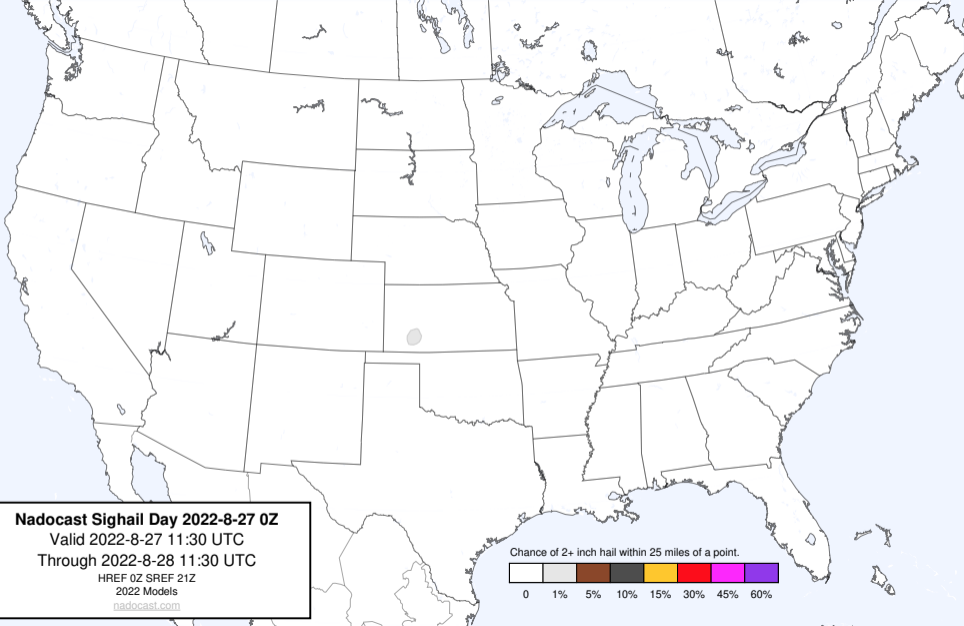 Nadocast Sighail Day 2022-8-27 0Z
Valid 2022-8-27 11:30 UTC
Through 2022-8-28 11:30 UTC
HREF 0Z SREF 21Z
2022 Models
nadocast.com
Chance of 2+ inch hail within 25 miles of a point.
0 1% 5% 10% 15% 30% 45% 60%